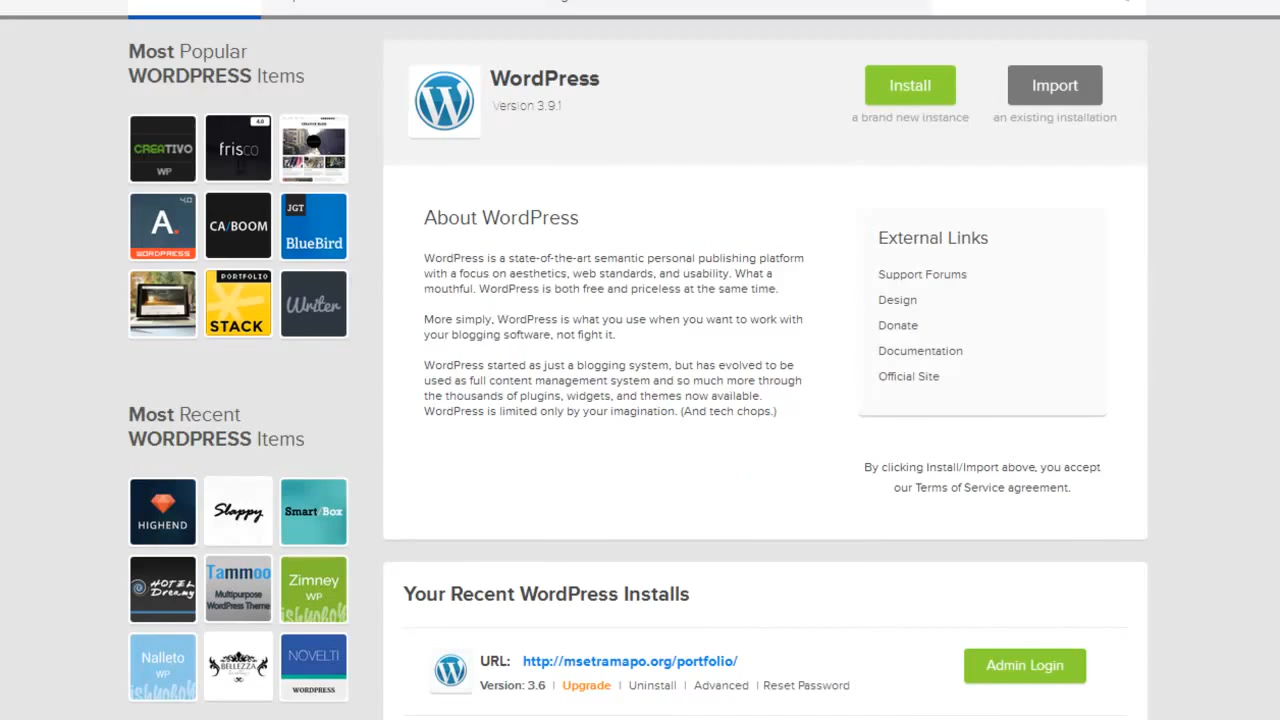 Most Popular
WORDPRESS Items
CREATIVO
WP
frisco
4.0
CREATIVE BLOG
A.
4.0
WORDPRESS
CA/BOOM
JGT
BlueBird
PORTFOLIO
STACK
Writer
Most Recent
WORDPRESS Items
HIGHEND
Slappy
Smart Box
HOTEL
Dreamy
Tammoo
Multipurpose
WordPress Theme
Zimney
WP
ishyoboy
Nalleto
WP
ishyoboy
BELLEZZA
NOVELTI
WORDPRESS
WordPress
Version 3.9.1
Install
a brand new instance
Import
an existing installation
About WordPress
WordPress is a state-of-the-art semantic personal publishing platform
with a focus on aesthetics, web standards, and usability. What a
mouthful. WordPress is both free and priceless at the same time.
More simply, WordPress is what you use when you want to work with
your blogging software, not fight it.
WordPress started as just a blogging system, but has evolved to be
used as full content management system and so much more through
the thousands of plugins, widgets, and themes now available.
WordPress is limited only by your imagination. (And tech chops.)
External Links
Support Forums
Design
Donate
Documentation
Official Site
By clicking Install/Import above, you accept
our Terms of Service agreement.
Your Recent WordPress Installs
URL: http://msetramapo.org/portfolio/
Version: 3.6 | Upgrade | Uninstall | Advanced | Reset Password
Admin Login